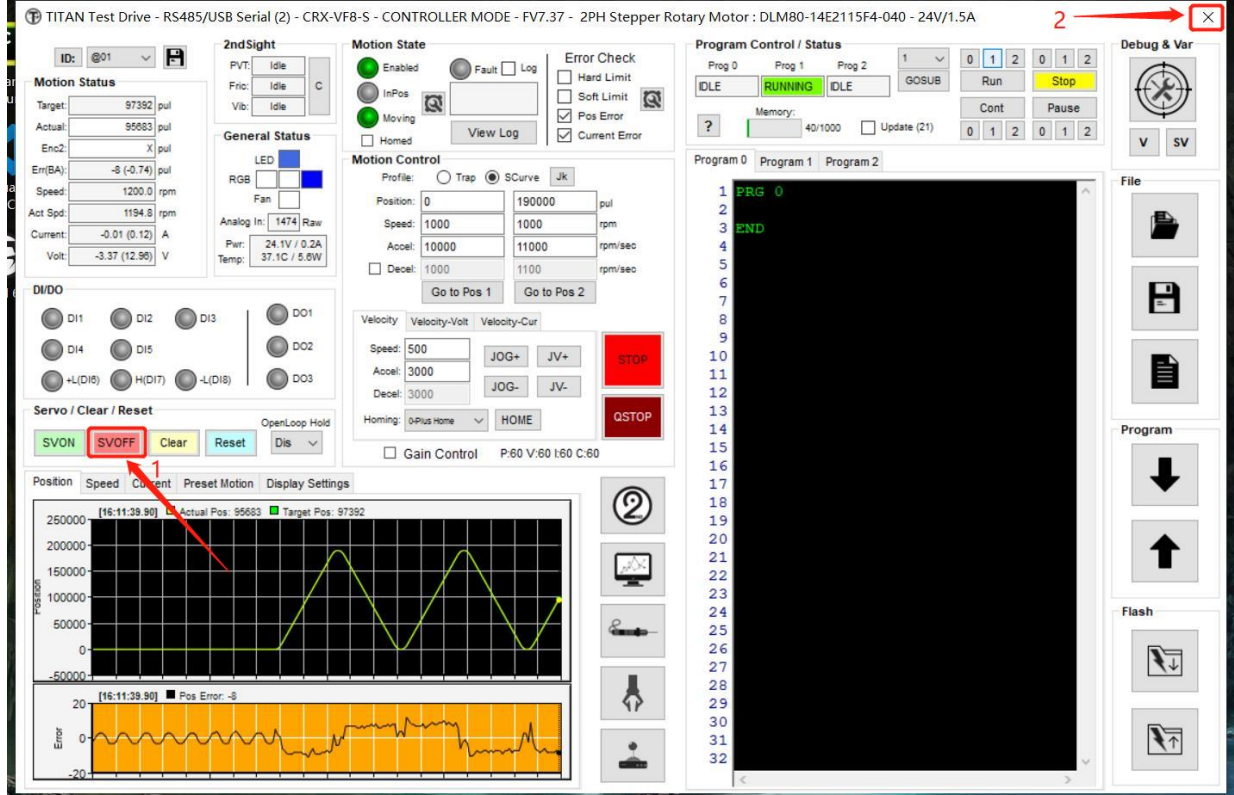 TITAN Test Drive - RS485/USB Serial (2) - CRX-VF8-S - CONTROLLER MODE - FV7.37 - 2PH Stepper Rotary Motor : DLM80-14E2115F4-040 - 24V/1.5A
2
ID: @01
Motion Status
Target: 97392 pul
Actual: 95683 pul
Enc2: X pul
Err(BA): -8 (-0.74) pul
Speed: 1200.0 rpm
Act Spd: 1194.8 rpm
Current: -0.01 (0.12) A
Volt: -3.37 (12.96) V
2ndSight
PVT: Idle
Fric: Idle C
Vib: Idle
General Status
LED
RGB
Fan
Analog In: 1474 Raw
Pwr: 24.1V / 0.2A
Temp: 37.1C / 5.6W
Motion State
Enabled Fault Log
InPos
Moving
Homed View Log
Error Check
Hard Limit
Soft Limit
Pos Error
Current Error
Motion Control
Profile: Trap SCurve Jk
Position: 0 190000 pul
Speed: 1000 1000 rpm
Accel: 10000 11000 rpm/sec
Decel: 1000 1100 rpm/sec
Go to Pos 1 Go to Pos 2
DI/DO
DI1 DI2 DI3 DO1
DI4 DI5 DO2
+L(DI6) H(DI7) -L(DI8) DO3
Velocity Velocity-Volt Velocity-Cur
Speed: 500 JOG+ JV+
Accel: 3000
Decel: 3000 JOG- JV-
Homing: 0-Plus Home HOME
STOP
QSTOP
Gain Control P:60 V:60 I:60 C:60
Servo / Clear / Reset
OpenLoop Hold
SVON SVOFF Clear Reset Dis
1
Position Speed Current Preset Motion Display Settings
[16:11:39.90] Actual Pos: 95683 Target Pos: 97392
250000
200000
150000
100000
50000
0
-50000
Position
[16:11:39.90] Pos Error: -8
20
0
-20
Error
2
Program Control / Status
Prog 0 Prog 1 Prog 2
IDLE RUNNING IDLE
1
GOSUB
0 1 2 0 1 2
Run Stop
Cont Pause
0 1 2 0 1 2
? Memory: 40/1000 Update (21)
Program 0 Program 1 Program 2
1 PRG 0
2
3 END
4
5
6
7
8
9
10
11
12
13
14
15
16
17
18
19
20
21
22
23
24
25
26
27
28
29
30
31
32
Debug & Var
V SV
File
Program
Flash